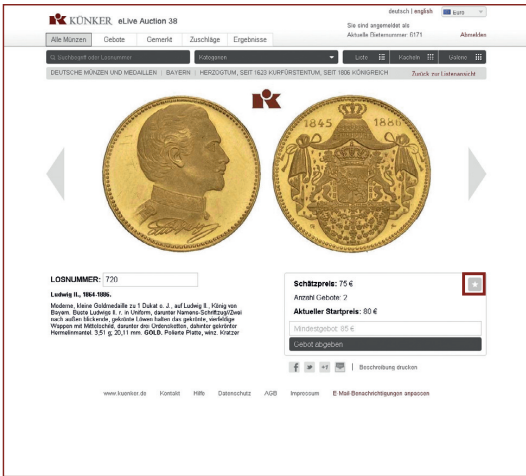 deutsch | english
Euro
KÜNKER eLive Auction 38
Sie sind angemeldet als
Aktuelle Bieternummer: 6171
Abmelden
Alle Münzen Gebote Gemerkt Zuschläge Ergebnisse
Suchbegriff oder Losnummer Kategorien Liste Kacheln Galerie
DEUTSCHE MÜNZEN UND MEDAILLEN | BAYERN | HERZOGTUM, SEIT 1623 KURFÜRSTENTUM, SEIT 1806 KÖNIGREICH Zurück zur Listenansicht
1845 1886
LOSNUMMER: 720
Ludwig II., 1864-1886.
Moderne, kleine Goldmedaille zu 1 Dukat o. J., auf Ludwig II., König von
Bayern. Büste Ludwigs II. r. in Uniform, darunter Namens-Schriftzug//Zwei
nach außen blickende, gekrönte Löwen halten das gekrönte, vierfeldige
Wappen mit Mittelschild, darunter drei Ordensketten, dahinter gekrönter
Hermelinmantel. 3,51 g; 20,11 mm. GOLD. Polierte Platte, winz. Kratzer
Schätzpreis: 75 €
Anzahl Gebote: 2
Aktueller Startpreis: 80 €
Mindestgebot: 85 €
Gebot abgeben
f +1 | Beschreibung drucken
www.kuenker.de Kontakt Hilfe Datenschutz AGB Impressum E-Mail Benachrichtigungen anpassen